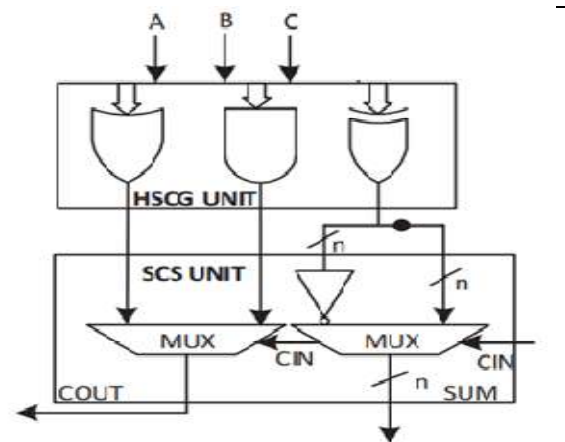 A B C
HSCG UNIT
n
SCS UNIT
n
MUX MUX
CIN CIN
n
COUT SUM